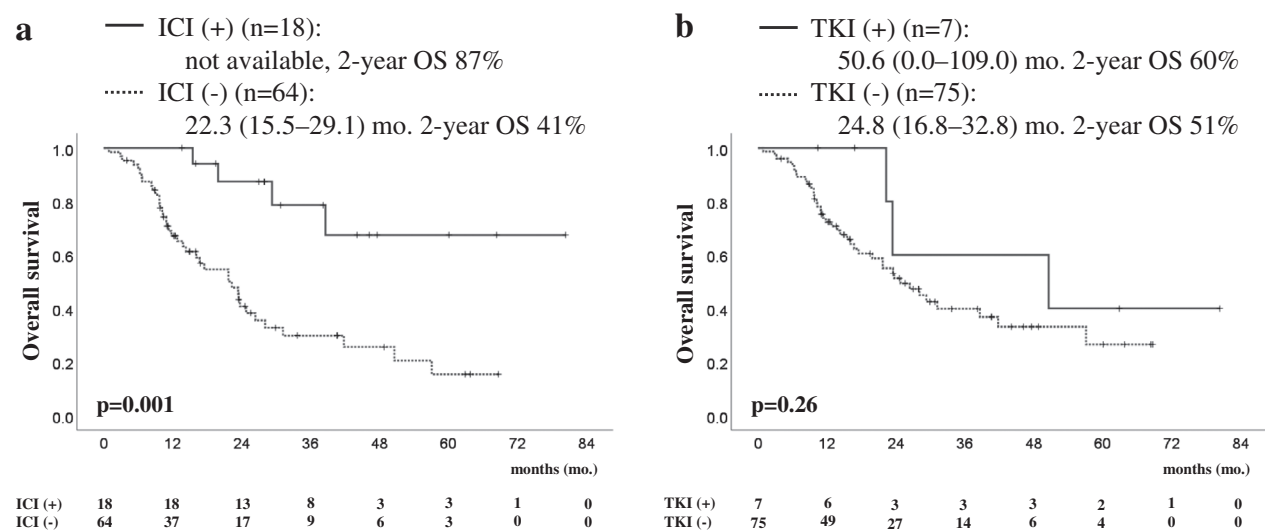 a
ICI (+) (n=18):
not available, 2-year OS 87%
ICI (-) (n=64):
22.3 (15.5–29.1) mo. 2-year OS 41%
1.0
0.8
0.6
0.4
0.2
0.0
Overall survival
p=0.001
0 12 24 36 48 60 72 84
months (mo.)
ICI (+) 18 18 13 8 3 3 1 0
ICI (-) 64 37 17 9 6 3 0 0
b
TKI (+) (n=7):
50.6 (0.0–109.0) mo. 2-year OS 60%
TKI (-) (n=75):
24.8 (16.8–32.8) mo. 2-year OS 51%
1.0
0.8
0.6
0.4
0.2
0.0
Overall survival
p=0.26
0 12 24 36 48 60 72 84
months (mo.)
TKI (+) 7 6 3 3 3 2 1 0
TKI (-) 75 49 27 14 6 4 0 0